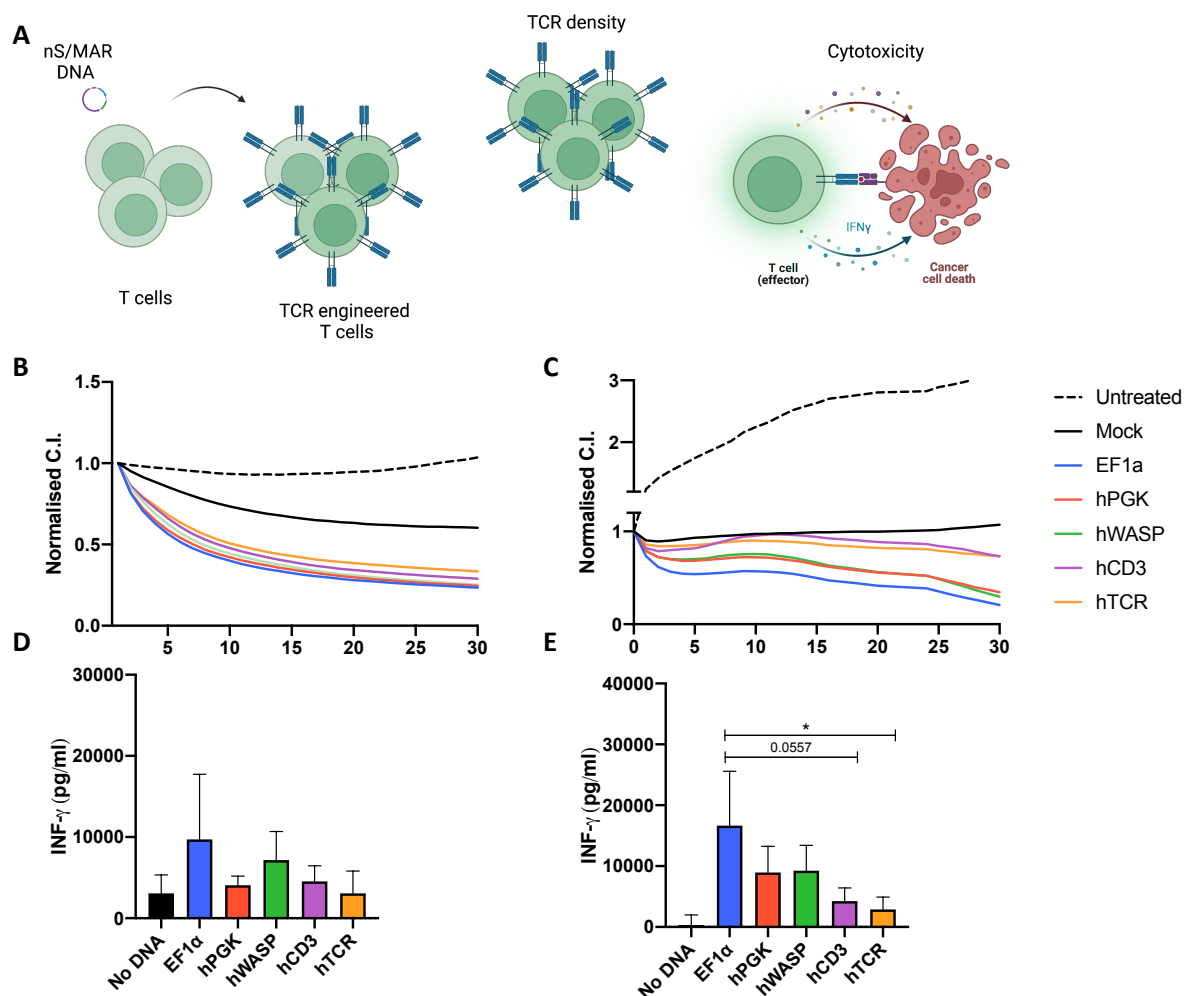 A
nS/MAR
DNA
T cells
TCR engineered
T cells
TCR density
Cytotoxicity
IFNγ
T cell
(effector)
Cancer
cell death
B
Normalised C.I.
1.5
1.0
0.5
0.0
5
10
15
20
25
30
C
Normalised C.I.
3
2
1
0
0
5
10
15
20
25
30
Untreated
Mock
EF1a
hPGK
hWASP
hCD3
hTCR
D
INF-γ (pg/ml)
30000
20000
10000
0
No DNA
EF1α
hPGK
hWASP
hCD3
hTCR
E
INF-γ (pg/ml)
40000
30000
20000
10000
0
*
0.0557
No DNA
EF1α
hPGK
hWASP
hCD3
hTCR